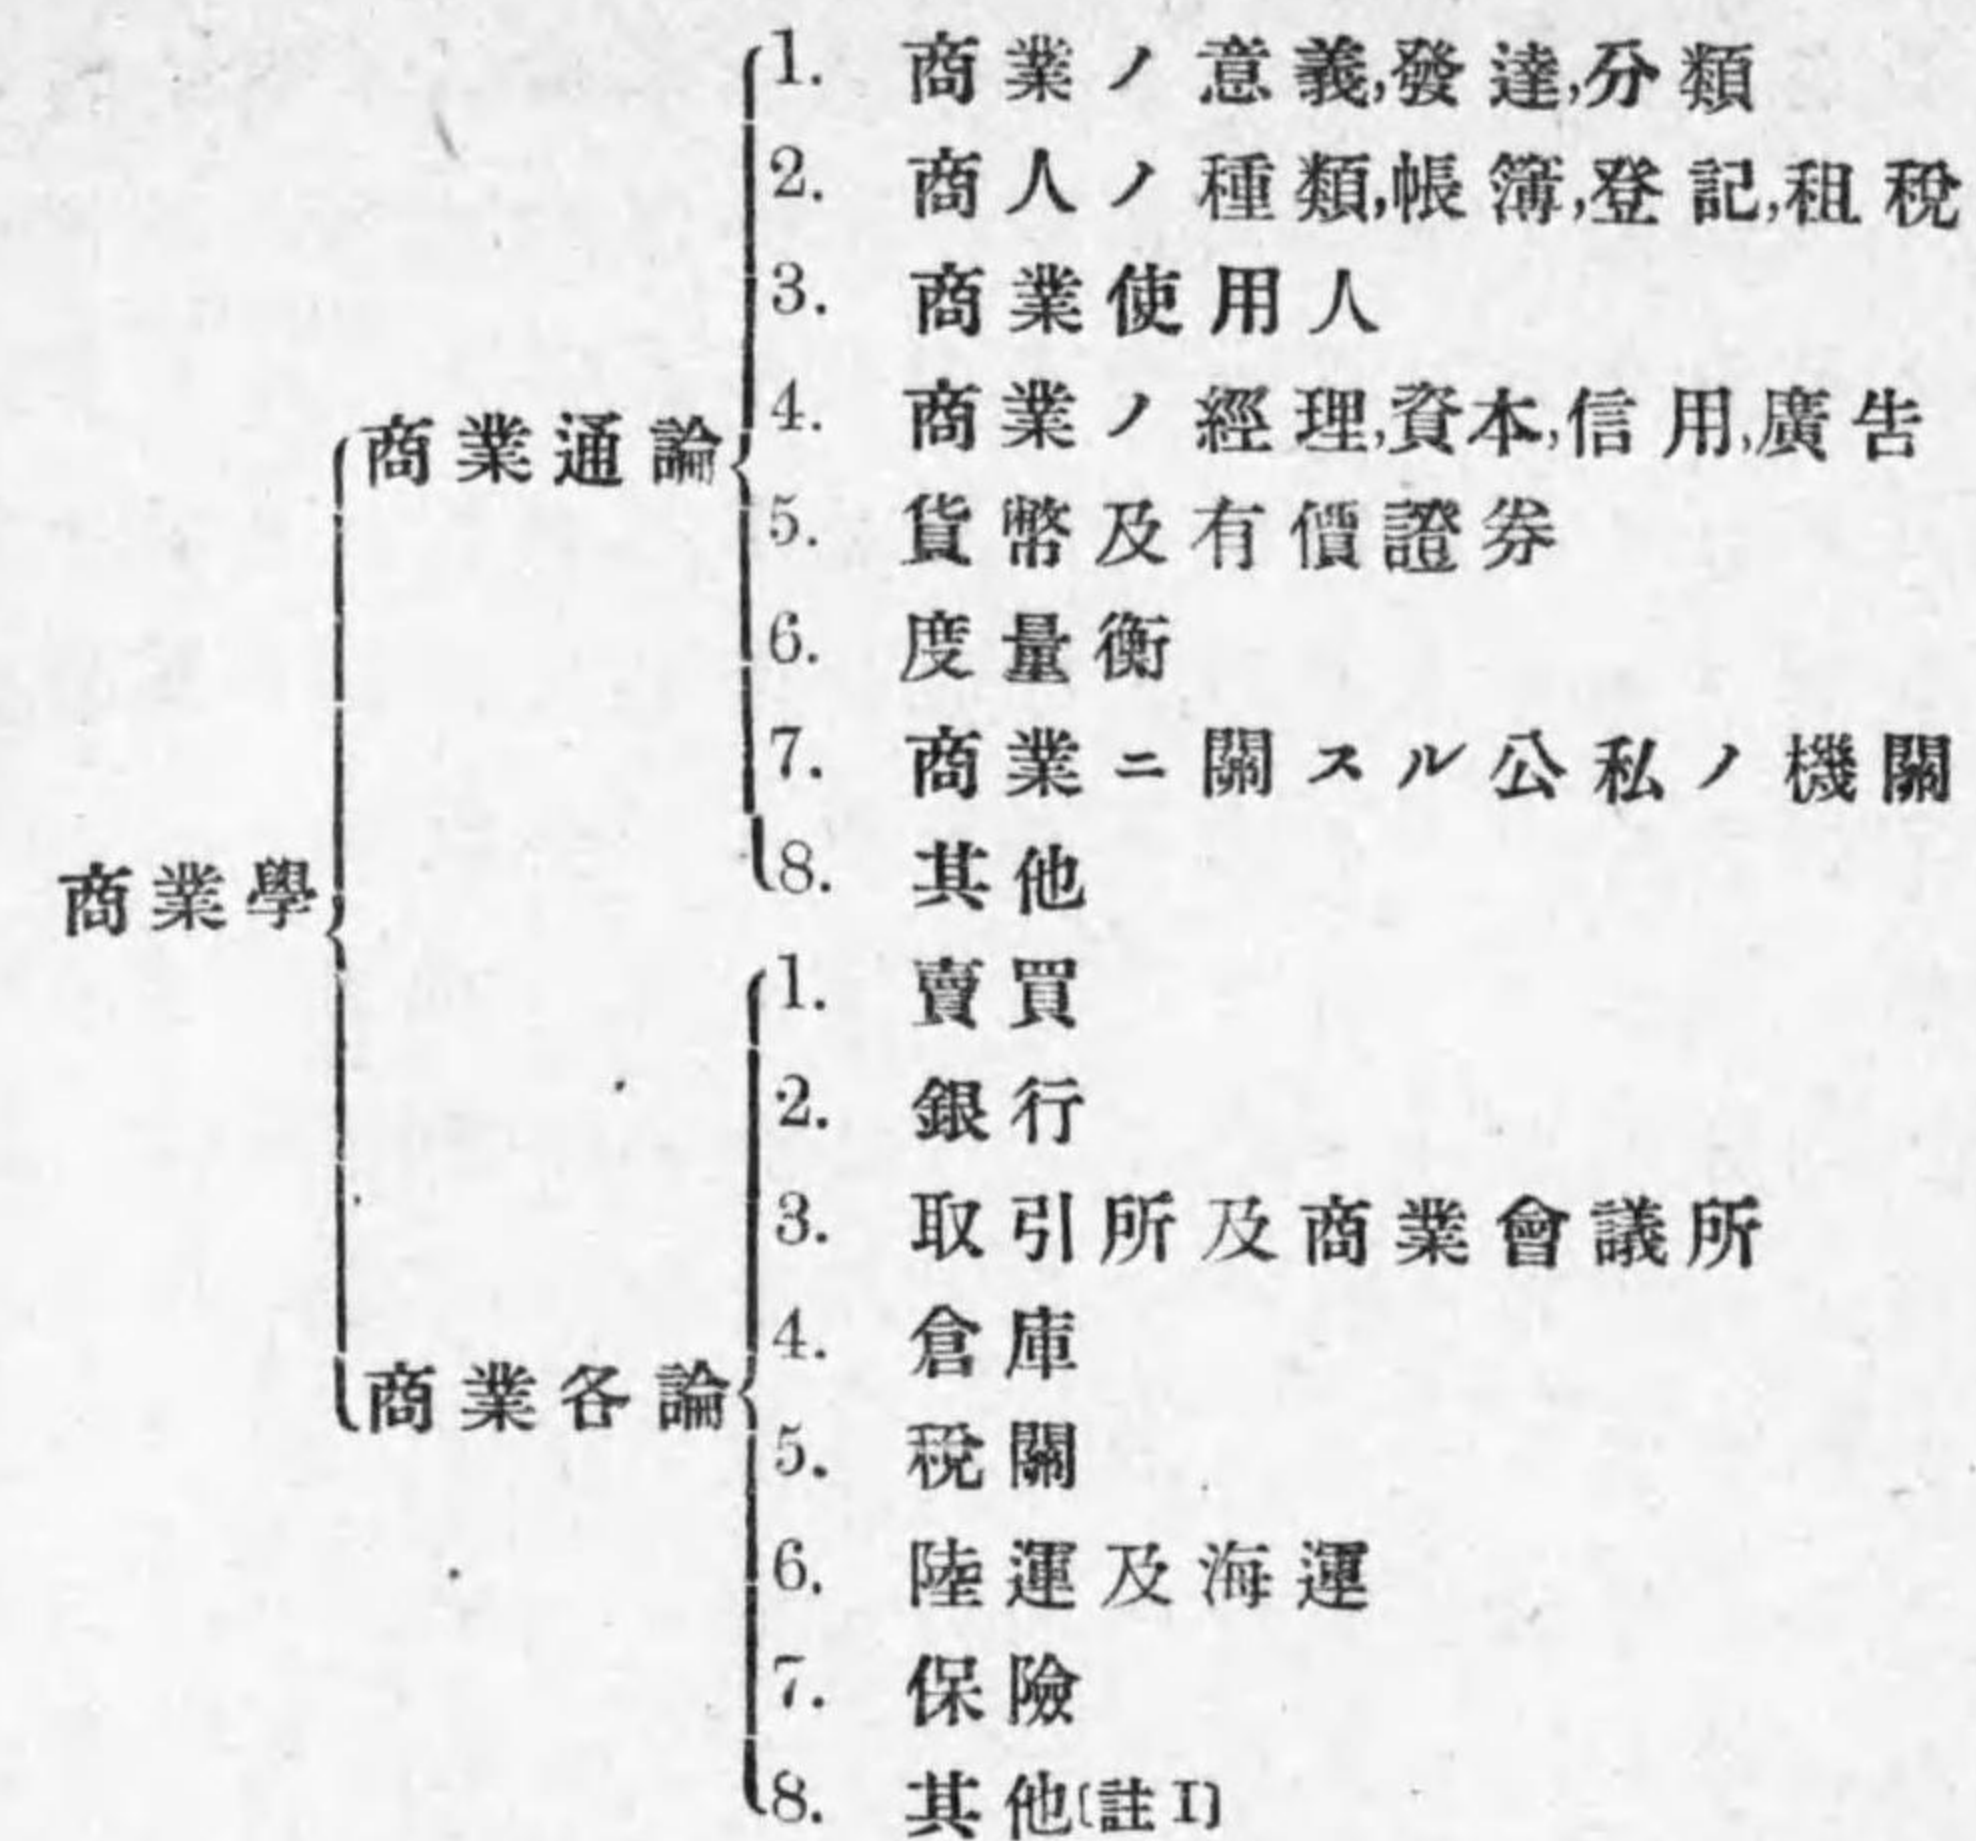 商業學
商業通論
1. 商業ノ意義,發達,分類
2. 商人ノ種類,帳簿,登記,租稅
3. 商業使用人
4. 商業ノ經理,資本,信用,廣告
5. 貨幣及有價證券
6. 度量衡
7. 商業ニ關スル公私ノ機關
8. 其他
商業各論
1. 賣買
2. 銀行
3. 取引所及商業會議所
4. 倉庫
5. 稅關
6. 陸運及海運
7. 保險
8. 其他〔註I〕